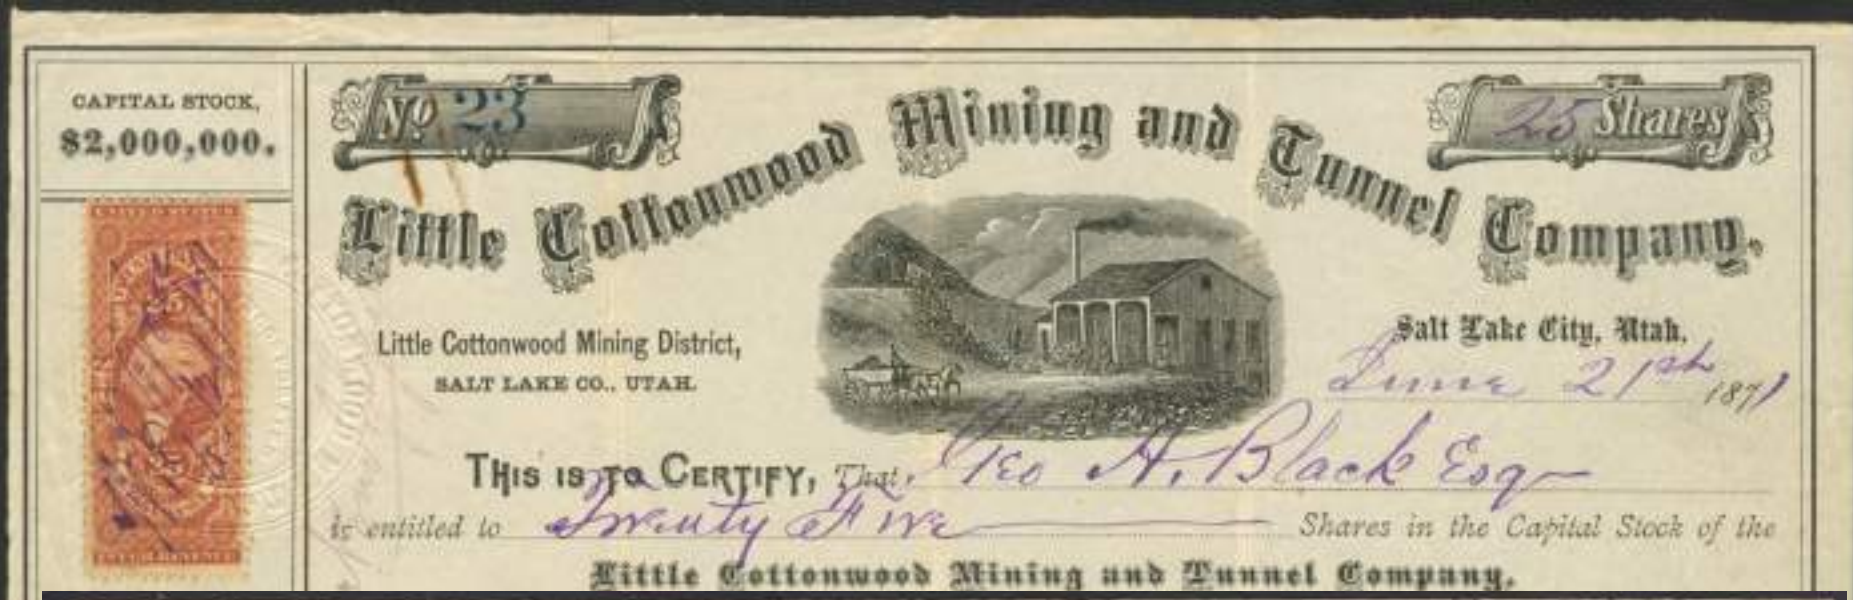 CAPITAL STOCK,
$2,000,000.
No 23
25 Shares
Little Cottonwood Mining and Tunnel Company.
Little Cottonwood Mining District,
SALT LAKE CO., UTAH.
Salt Lake City, Utah,
June 21st 1871
THIS IS TO CERTIFY, That Geo A. Black Esq
is entitled to Twenty Five Shares in the Capital Stock of the
Little Cottonwood Mining and Tunnel Company.